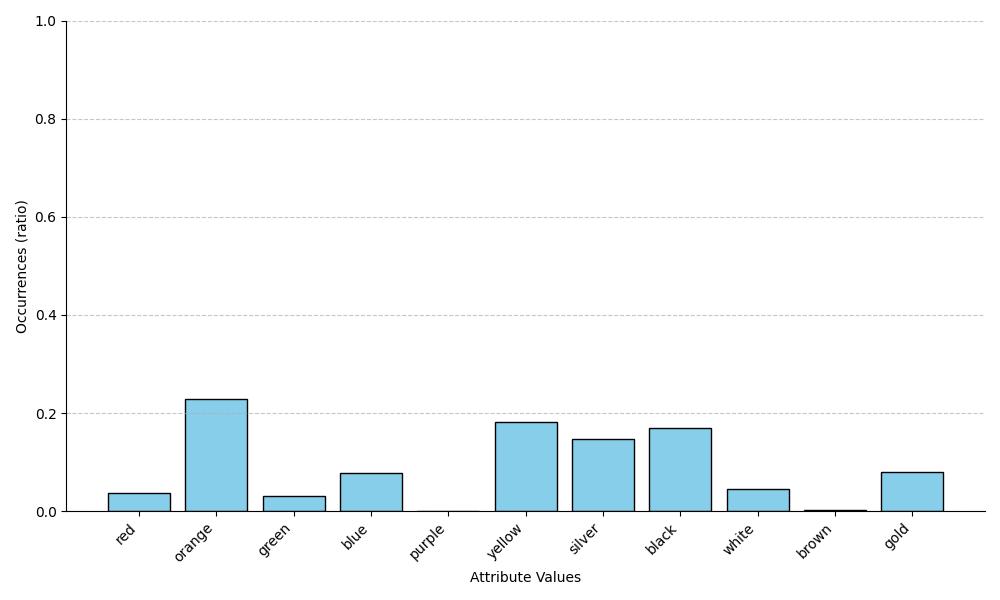 1.0
0.8
0.6
0.4
0.2
0.0
Occurrences (ratio)
red orange green blue purple yellow silver black white brown gold
Attribute Values